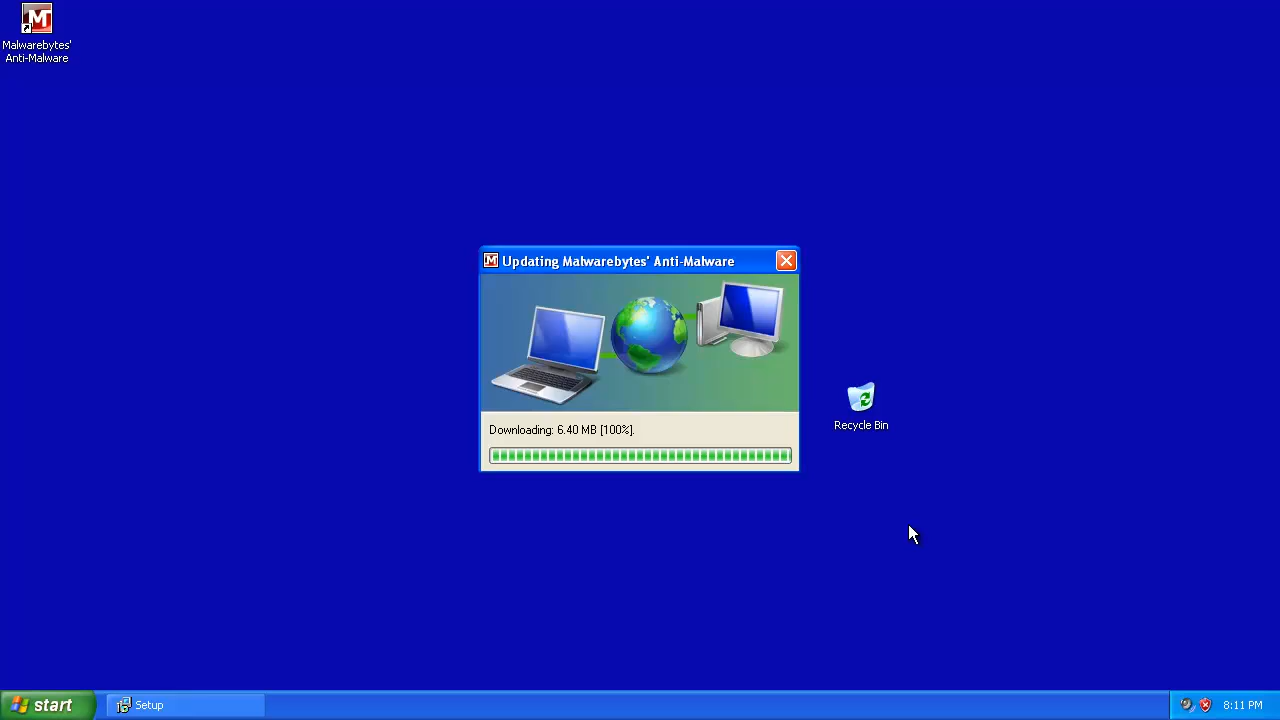 Malwarebytes'
Anti-Malware
Updating Malwarebytes' Anti-Malware
Downloading: 6.40 MB [100%].
Recycle Bin
start
Setup
8:11 PM